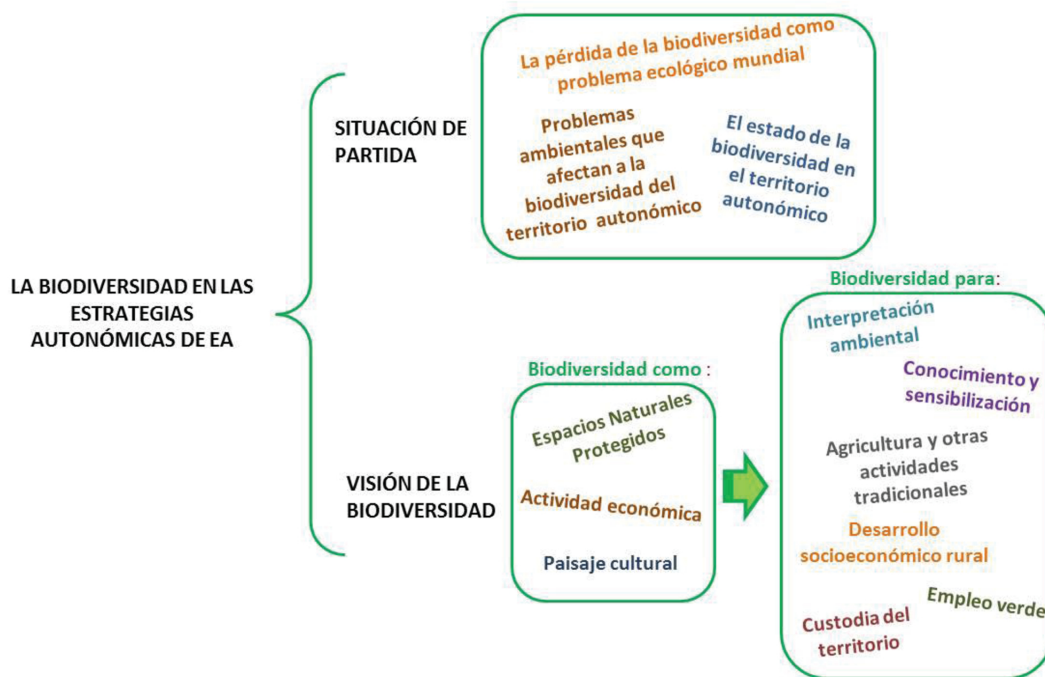 La pérdida de la biodiversidad como
problema ecológico mundial
SITUACIÓN DE
PARTIDA
Problemas
ambientales que
afectan a la
biodiversidad del
territorio autonómico
El estado de la
biodiversidad en
el territorio
autonómico
LA BIODIVERSIDAD EN LAS
ESTRATEGIAS
AUTONÓMICAS DE EA
VISIÓN DE LA
BIODIVERSIDAD
Biodiversidad como :
Espacios Naturales
Protegidos
Actividad económica
Paisaje cultural
Biodiversidad para:
Interpretación
ambiental
Conocimiento y
sensibilización
Agricultura y otras
actividades
tradicionales
Desarrollo
socioeconómico rural
Empleo verde
Custodia del
territorio